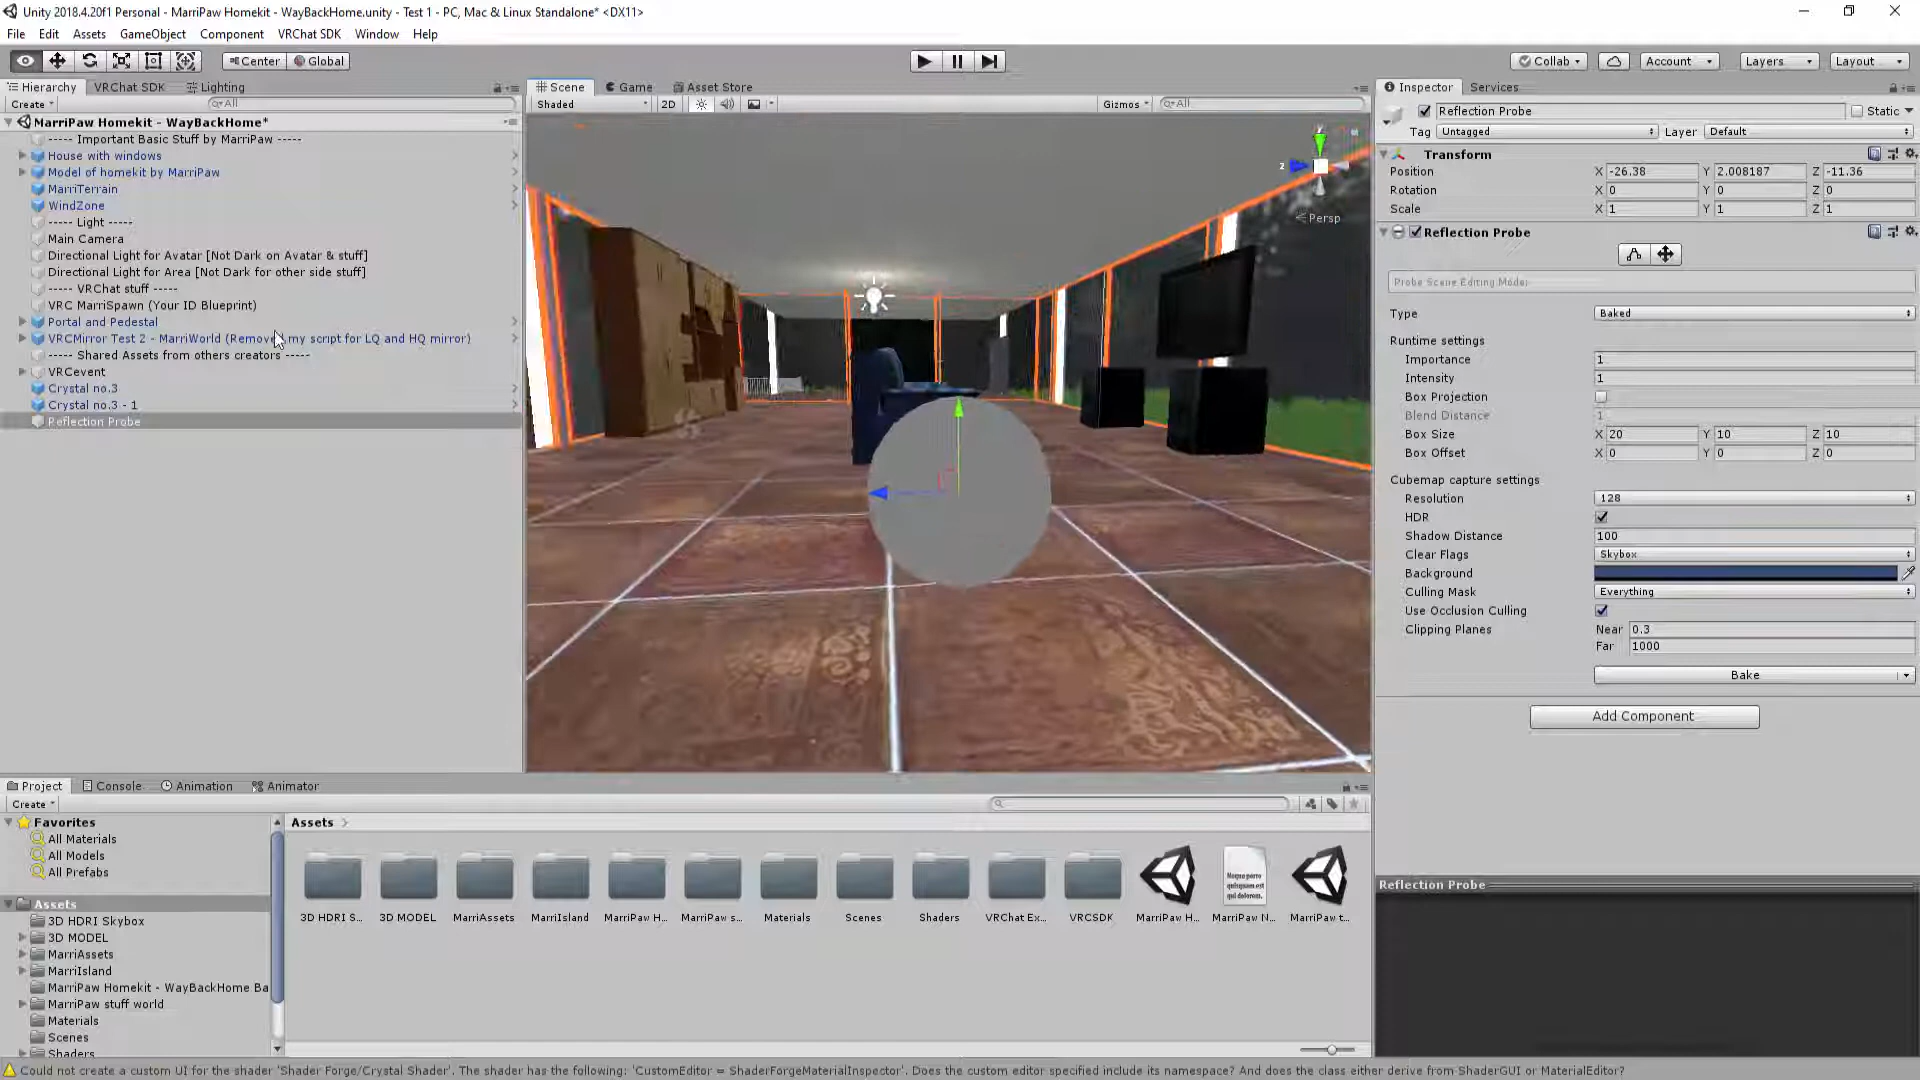 Unity 2018.4.20f1 Personal - MarriPaw Homekit - WayBackHome.unity - Test 1 - PC, Mac & Linux Standalone* <DX11>
File Edit Assets GameObject Component VRChat SDK Window Help
Center Global Collab Account Layers Layout
Hierarchy VRChat SDK Lighting
Create All
MarriPaw Homekit - WayBackHome*
----- Important Basic Stuff by MarriPaw -----
House with windows
Model of homekit by MarriPaw
MarriTerrain
WindZone
----- Light -----
Main Camera
Directional Light for Avatar [Not Dark on Avatar & stuff]
Directional Light for Area [Not Dark for other side stuff]
----- VRChat stuff -----
VRC MarriSpawn (Your ID Blueprint)
Portal and Pedestal
VRCMirror Test 2 - MarriWorld (Remove my script for LQ and HQ mirror)
----- Shared Assets from others creators -----
VRCevent
Crystal no.3
Crystal no.3 - 1
Reflection Probe
Scene Game Asset Store
Shaded 2D Gizmos All
y
z
Persp
Inspector Services
Reflection Probe Static
Tag Untagged Layer Default
Transform
Position X -26.38 Y 2.008187 Z -11.36
Rotation X 0 Y 0 Z 0
Scale X 1 Y 1 Z 1
Reflection Probe
Probe Scene Editing Mode:
Type Baked
Runtime settings
Importance 1
Intensity 1
Box Projection
Blend Distance 1
Box Size X 20 Y 10 Z 10
Box Offset X 0 Y 0 Z 0
Cubemap capture settings
Resolution 128
HDR
Shadow Distance 100
Clear Flags Skybox
Background
Culling Mask Everything
Use Occlusion Culling
Clipping Planes Near 0.3
Far 1000
Bake
Add Component
Reflection Probe
Project Console Animation Animator
Create
Favorites
All Materials
All Models
All Prefabs
Assets
3D HDRI Skybox
3D MODEL
MarriAssets
MarriIsland
MarriPaw Homekit - WayBackHome Ba
MarriPaw stuff world
Materials
Scenes
Shaders
Assets
3D HDRI S... 3D MODEL MarriAssets MarriIsland MarriPaw H... MarriPaw s... Materials Scenes Shaders VRChat Ex... VRCSDK MarriPaw H... MarriPaw N... MarriPaw t...
Could not create a custom UI for the shader 'Shader Forge/Crystal Shader'. The shader has the following: 'CustomEditor = ShaderForgeMaterialInspector'. Does the custom editor specified include its namespace? And does the class either derive from ShaderGUI or MaterialEditor?